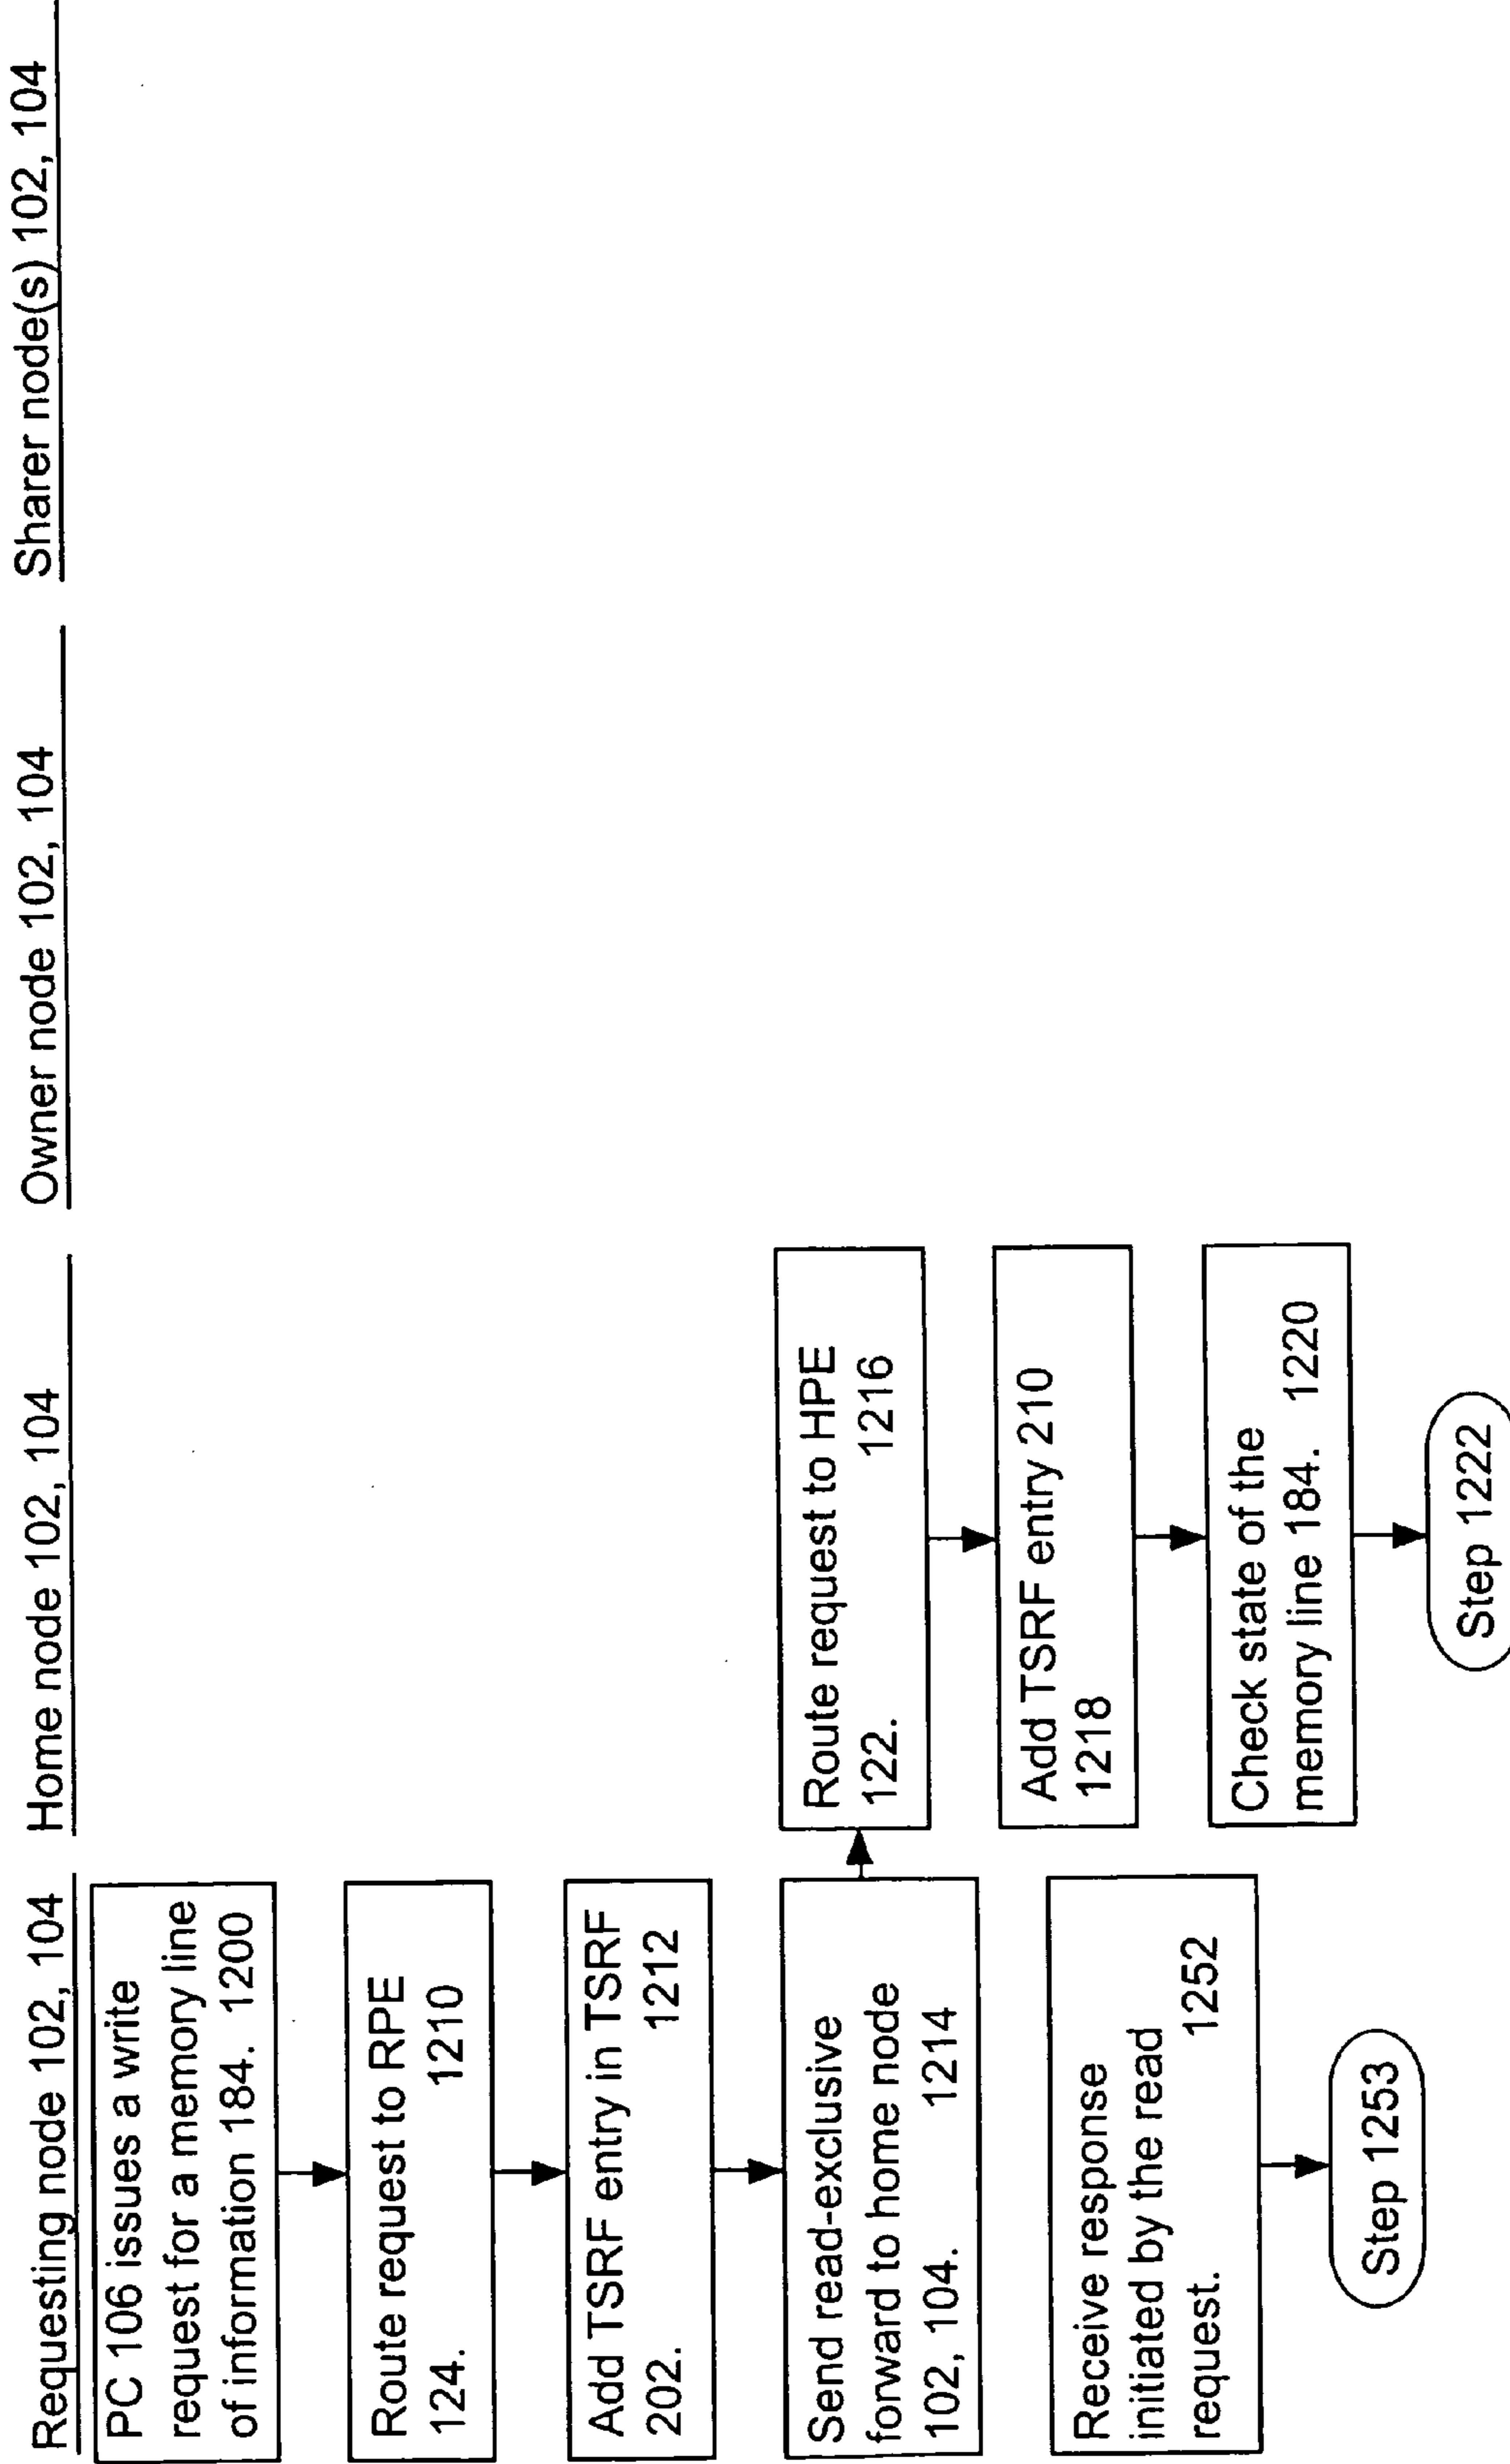 Requesting node 102, 104
Home node 102, 104
Owner node 102, 104
Sharer node(s) 102, 104
PC 106 issues a write
request for a memory line
of information 184. 1200
Route request to RPE
124. 1210
Add TSRF entry in TSRF
202. 1212
Send read-exclusive
forward to home node
102, 104. 1214
Route request to HPE
122. 1216
Add TSRF entry 210
1218
Check state of the
memory line 184. 1220
Step 1222
Receive response
initiated by the read
request. 1252
Step 1253